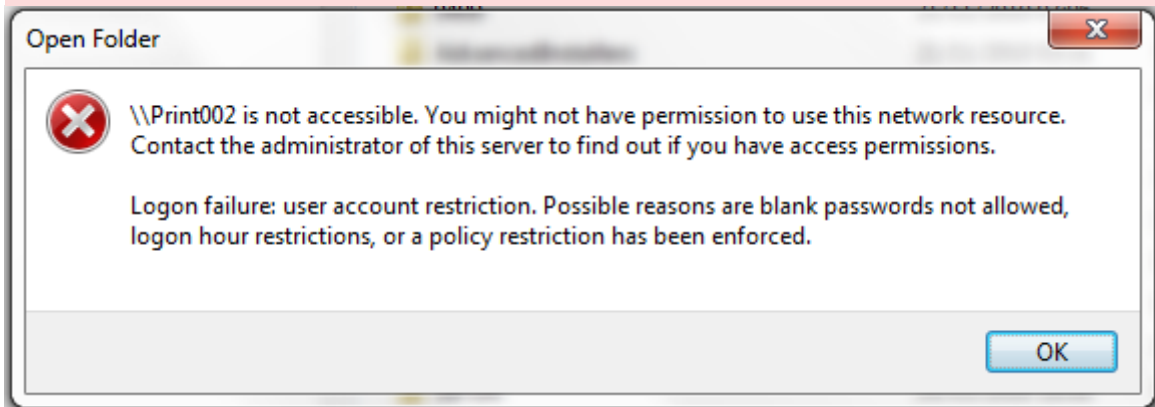 Open Folder
\\Print002 is not accessible. You might not have permission to use this network resource.
Contact the administrator of this server to find out if you have access permissions.
Logon failure: user account restriction. Possible reasons are blank passwords not allowed,
logon hour restrictions, or a policy restriction has been enforced.
OK